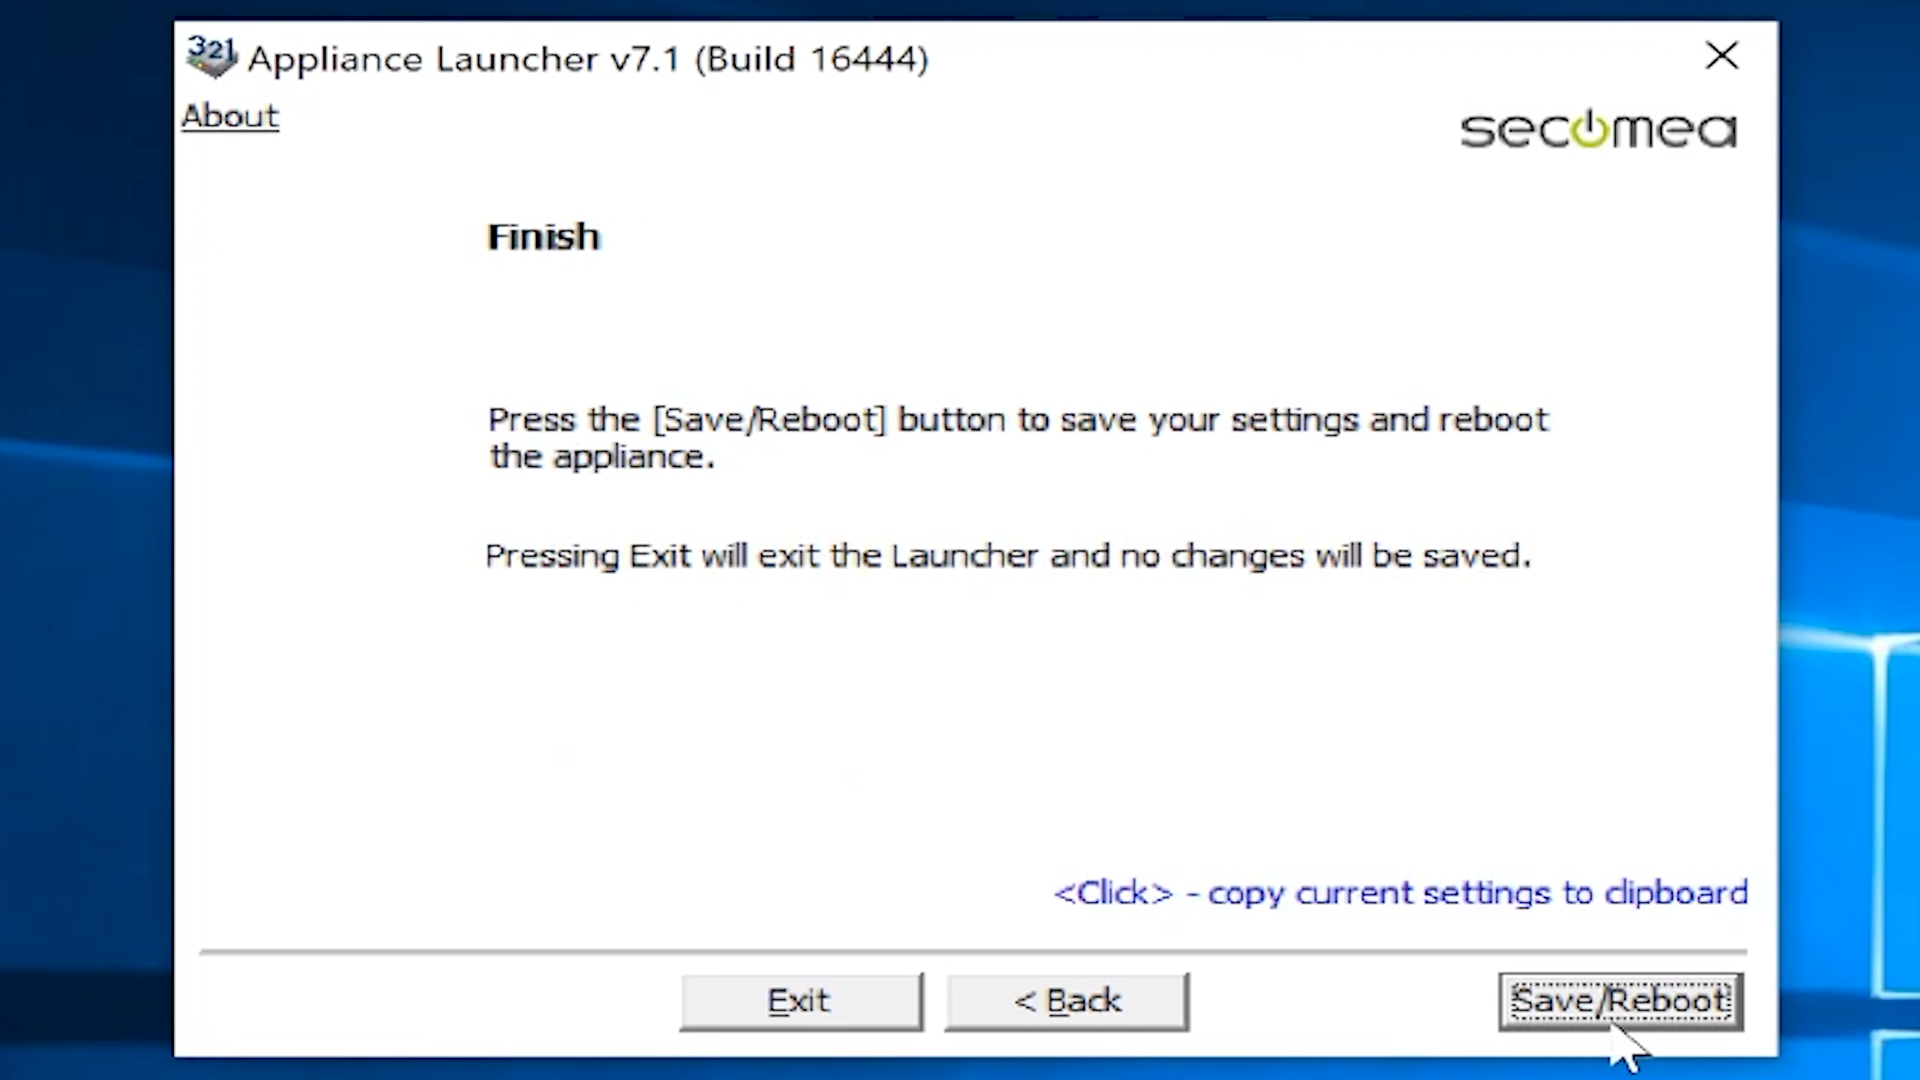 321 Appliance Launcher v7.1 (Build 16444)
About
secomea
Finish
Press the [Save/Reboot] button to save your settings and reboot
the appliance.
Pressing Exit will exit the Launcher and no changes will be saved.
<Click> - copy current settings to clipboard
Exit
< Back
Save/Reboot